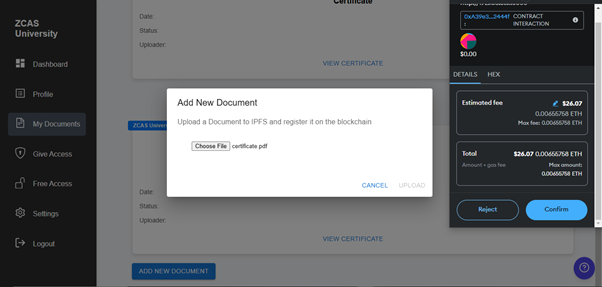 ZCAS
University
Dashboard
Profile
My Documents
Give Access
Free Access
Settings
Logout
Certificate
Date:
Status:
Uploader:
VIEW CERTIFICATE
ZCAS Univer
Add New Document
Upload a Document to IPFS and register it on the blockchain
Choose File certificate.pdf
CANCEL UPLOAD
Date:
Status:
Uploader:
VIEW CERTIFICATE
ADD NEW DOCUMENT
0xA39e3...2444f
: CONTRACT
INTERACTION
$0.00
DETAILS HEX
Estimated fee $26.07
0.00655758 ETH
Max fee: 0.00655758 ETH
Total $26.07 0.00655758 ETH
Amount + gas fee Max amount:
0.00655758 ETH
Reject Confirm